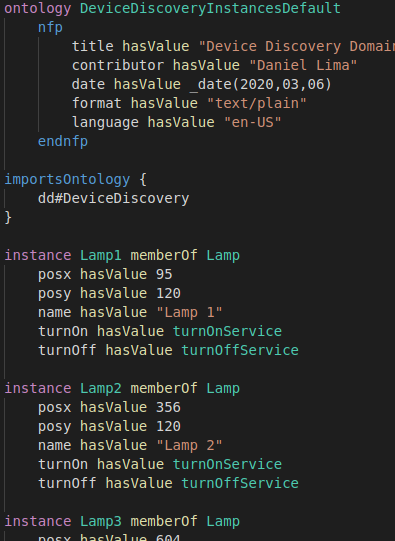 ontology DeviceDiscoveryInstancesDefault
nfp
title hasValue "Device Discovery Domai
contributor hasValue "Daniel Lima"
date hasValue _date(2020,03,06)
format hasValue "text/plain"
language hasValue "en-US"
endnfp
importsOntology {
dd#DeviceDiscovery
}
instance Lamp1 memberOf Lamp
posx hasValue 95
posy hasValue 120
name hasValue "Lamp 1"
turnOn hasValue turnOnService
turnOff hasValue turnOffService
instance Lamp2 memberOf Lamp
posx hasValue 356
posy hasValue 120
name hasValue "Lamp 2"
turnOn hasValue turnOnService
turnOff hasValue turnOffService
instance Lamp3 memberOf Lamp
posx hasValue 604